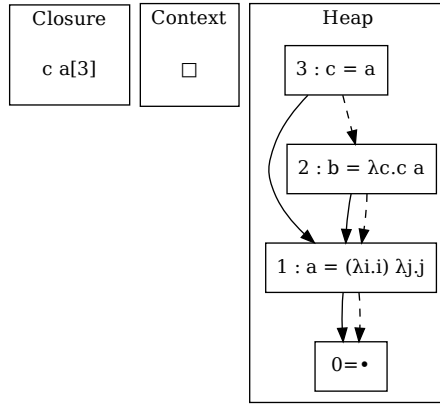 Closure
c a[3]
Context
□
Heap
3 : c = a
2 : b = λc.c a
1 : a = (λi.i) λj.j
0=•